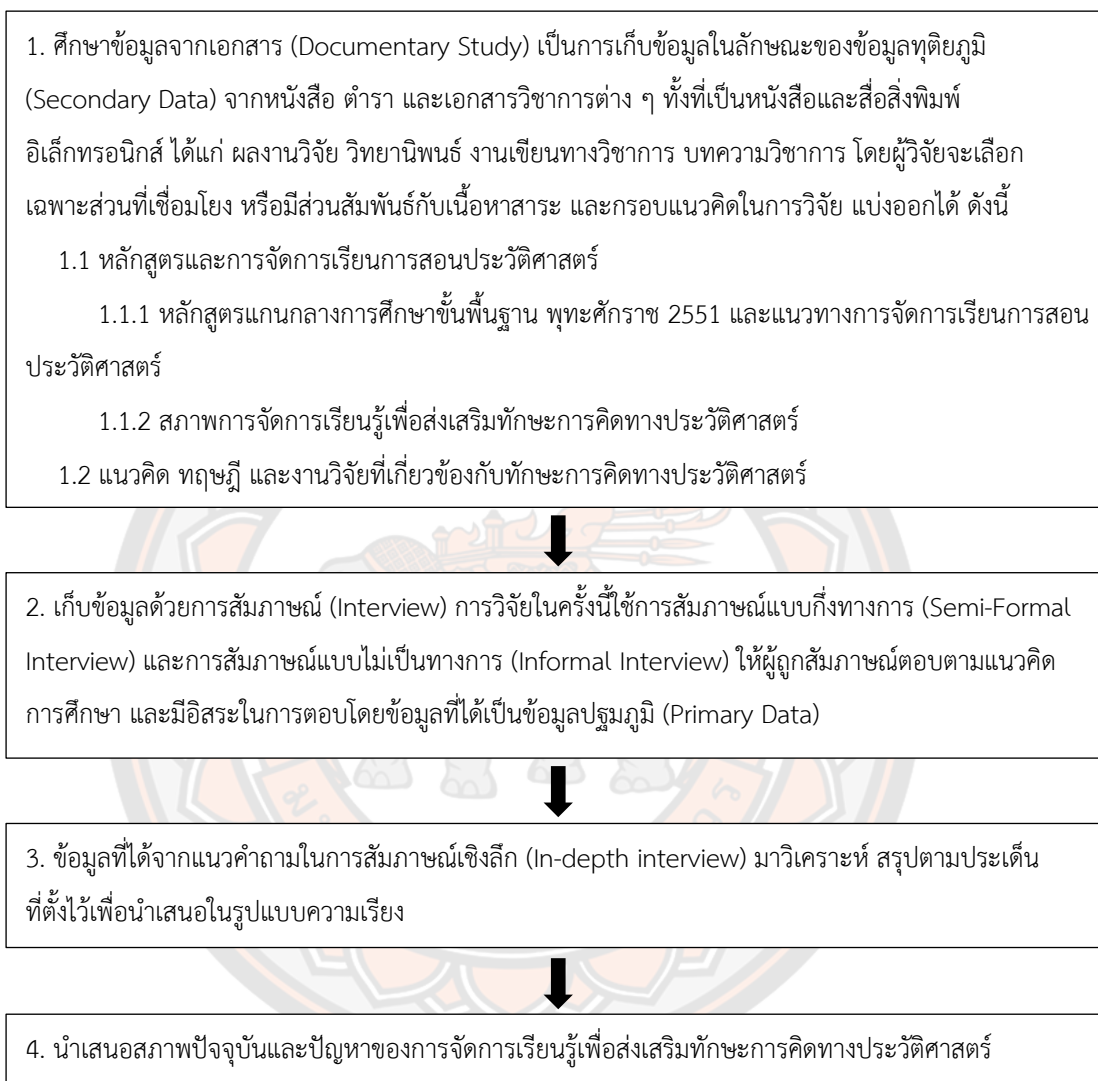 1. ศึกษาข้อมูลจากเอกสาร (Documentary Study) เป็นการเก็บข้อมูลในลักษณะของข้อมูลทุติยภูมิ
(Secondary Data) จากหนังสือ ตำรา และเอกสารวิชาการต่าง ๆ ทั้งที่เป็นหนังสือและสื่อสิ่งพิมพ์
อิเล็กทรอนิกส์ ได้แก่ ผลงานวิจัย วิทยานิพนธ์ งานเขียนทางวิชาการ บทความวิชาการ โดยผู้วิจัยจะเลือก
เฉพาะส่วนที่เชื่อมโยง หรือมีส่วนสัมพันธ์กับเนื้อหาสาระ และกรอบแนวคิดในการวิจัย แบ่งออกได้ ดังนี้
1.1 หลักสูตรและการจัดการเรียนการสอนประวัติศาสตร์
1.1.1 หลักสูตรแกนกลางการศึกษาขั้นพื้นฐาน พุทธศักราช 2551 และแนวทางการจัดการเรียนการสอน
ประวัติศาสตร์
1.1.2 สภาพการจัดการเรียนรู้เพื่อส่งเสริมทักษะการคิดทางประวัติศาสตร์
1.2 แนวคิด ทฤษฎี และงานวิจัยที่เกี่ยวข้องกับทักษะการคิดทางประวัติศาสตร์
2. เก็บข้อมูลด้วยการสัมภาษณ์ (Interview) การวิจัยในครั้งนี้ใช้การสัมภาษณ์แบบกึ่งทางการ (Semi-Formal
Interview) และการสัมภาษณ์แบบไม่เป็นทางการ (Informal Interview) ให้ผู้ถูกสัมภาษณ์ตอบตามแนวคิด
การศึกษา และมีอิสระในการตอบโดยข้อมูลที่ได้เป็นข้อมูลปฐมภูมิ (Primary Data)
3. ข้อมูลที่ได้จากแนวคำถามในการสัมภาษณ์เชิงลึก (In-depth interview) มาวิเคราะห์ สรุปตามประเด็น
ที่ตั้งไว้เพื่อนำเสนอในรูปแบบความเรียง
4. นำเสนอสภาพปัจจุบันและปัญหาของการจัดการเรียนรู้เพื่อส่งเสริมทักษะการคิดทางประวัติศาสตร์